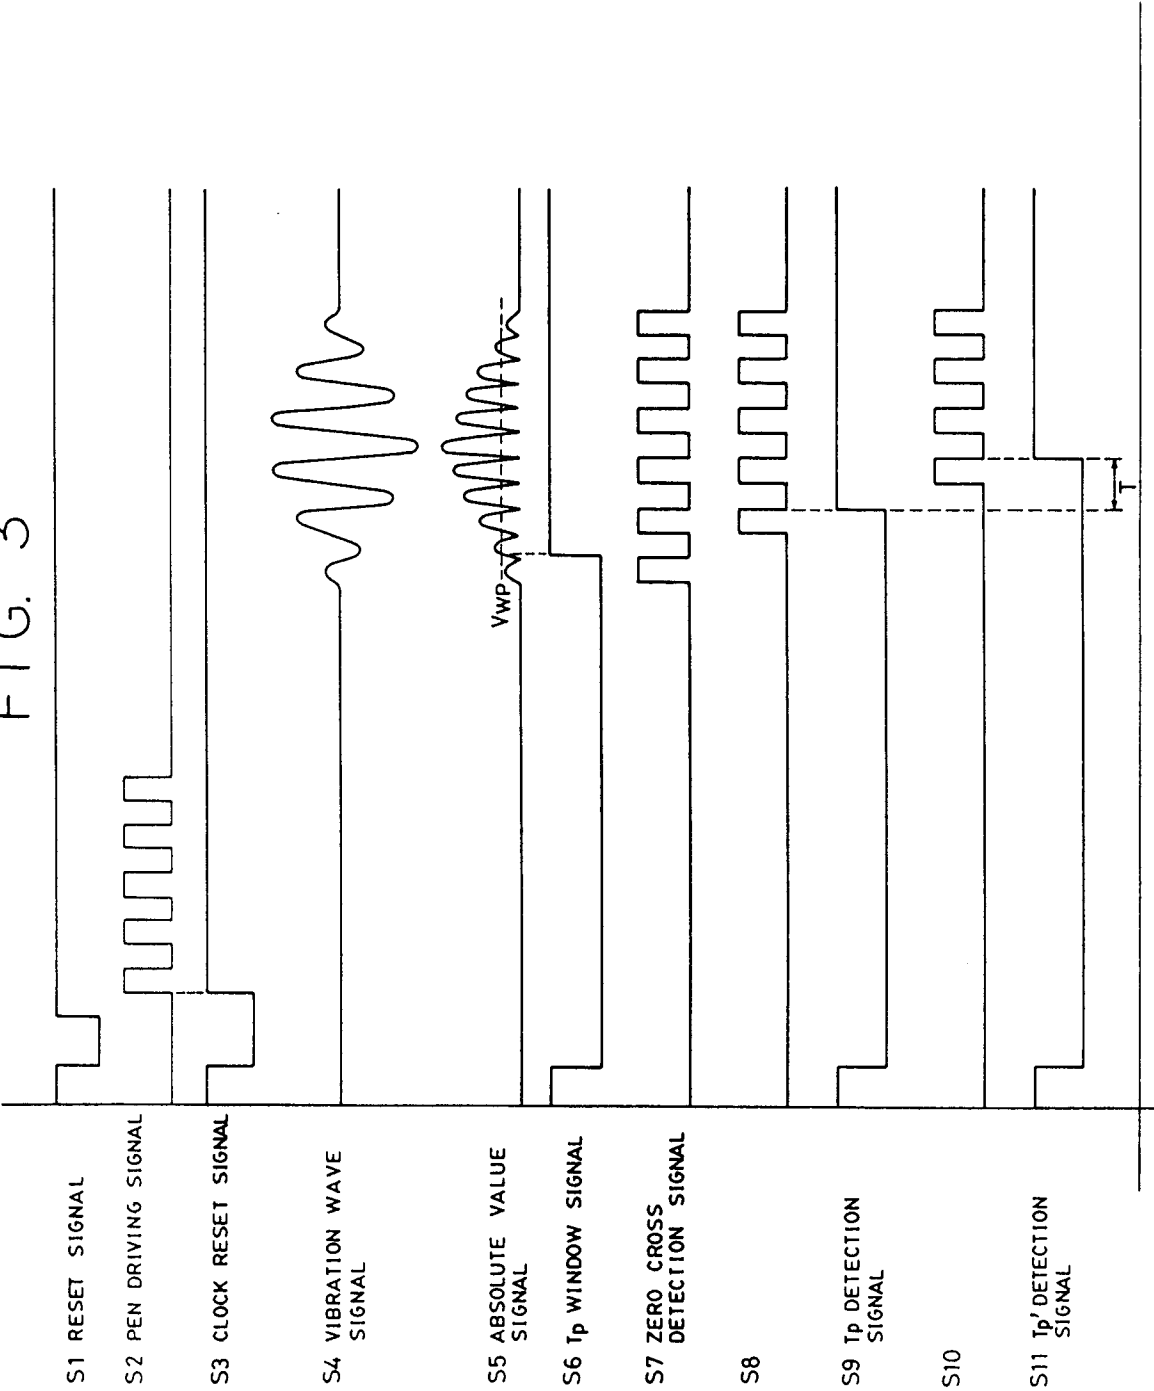 FIG. 3
S1 RESET SIGNAL
S2 PEN DRIVING SIGNAL
S3 CLOCK RESET SIGNAL
S4 VIBRATION WAVE
SIGNAL
S5 ABSOLUTE VALUE
SIGNAL
VWP
S6 Tp WINDOW SIGNAL
S7 ZERO CROSS
DETECTION SIGNAL
S8
S9 Tp DETECTION
SIGNAL
S10
S11 Tp' DETECTION
SIGNAL
T